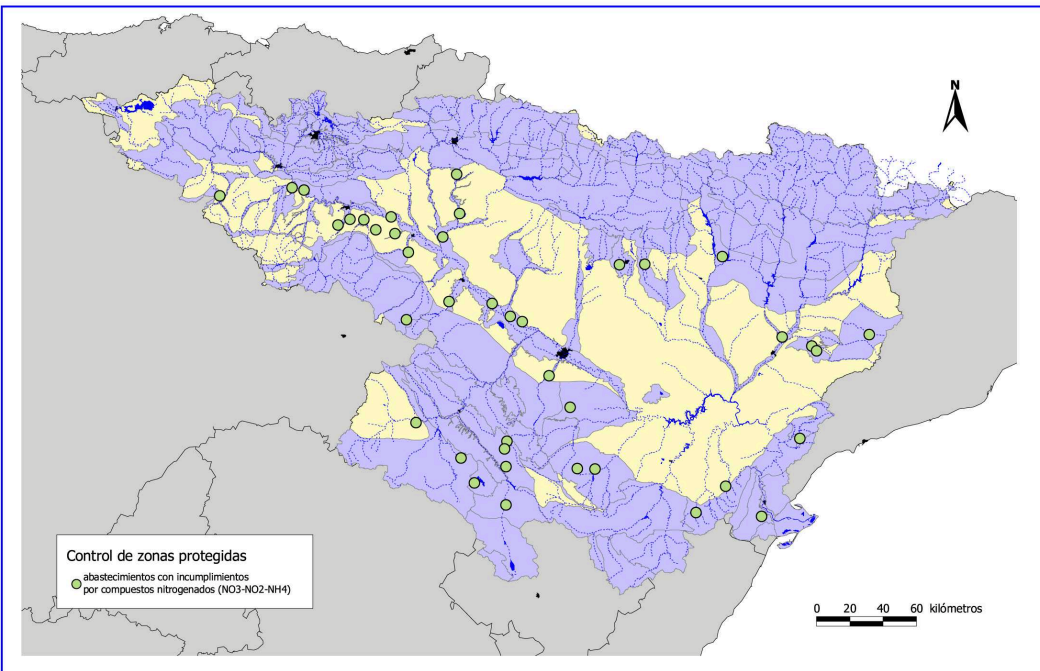 N
Control de zonas protegidas
abastecimientos con incumplimientos
por compuestos nitrogenados (NO3-NO2-NH4)
0 20 40 60 kilómetros